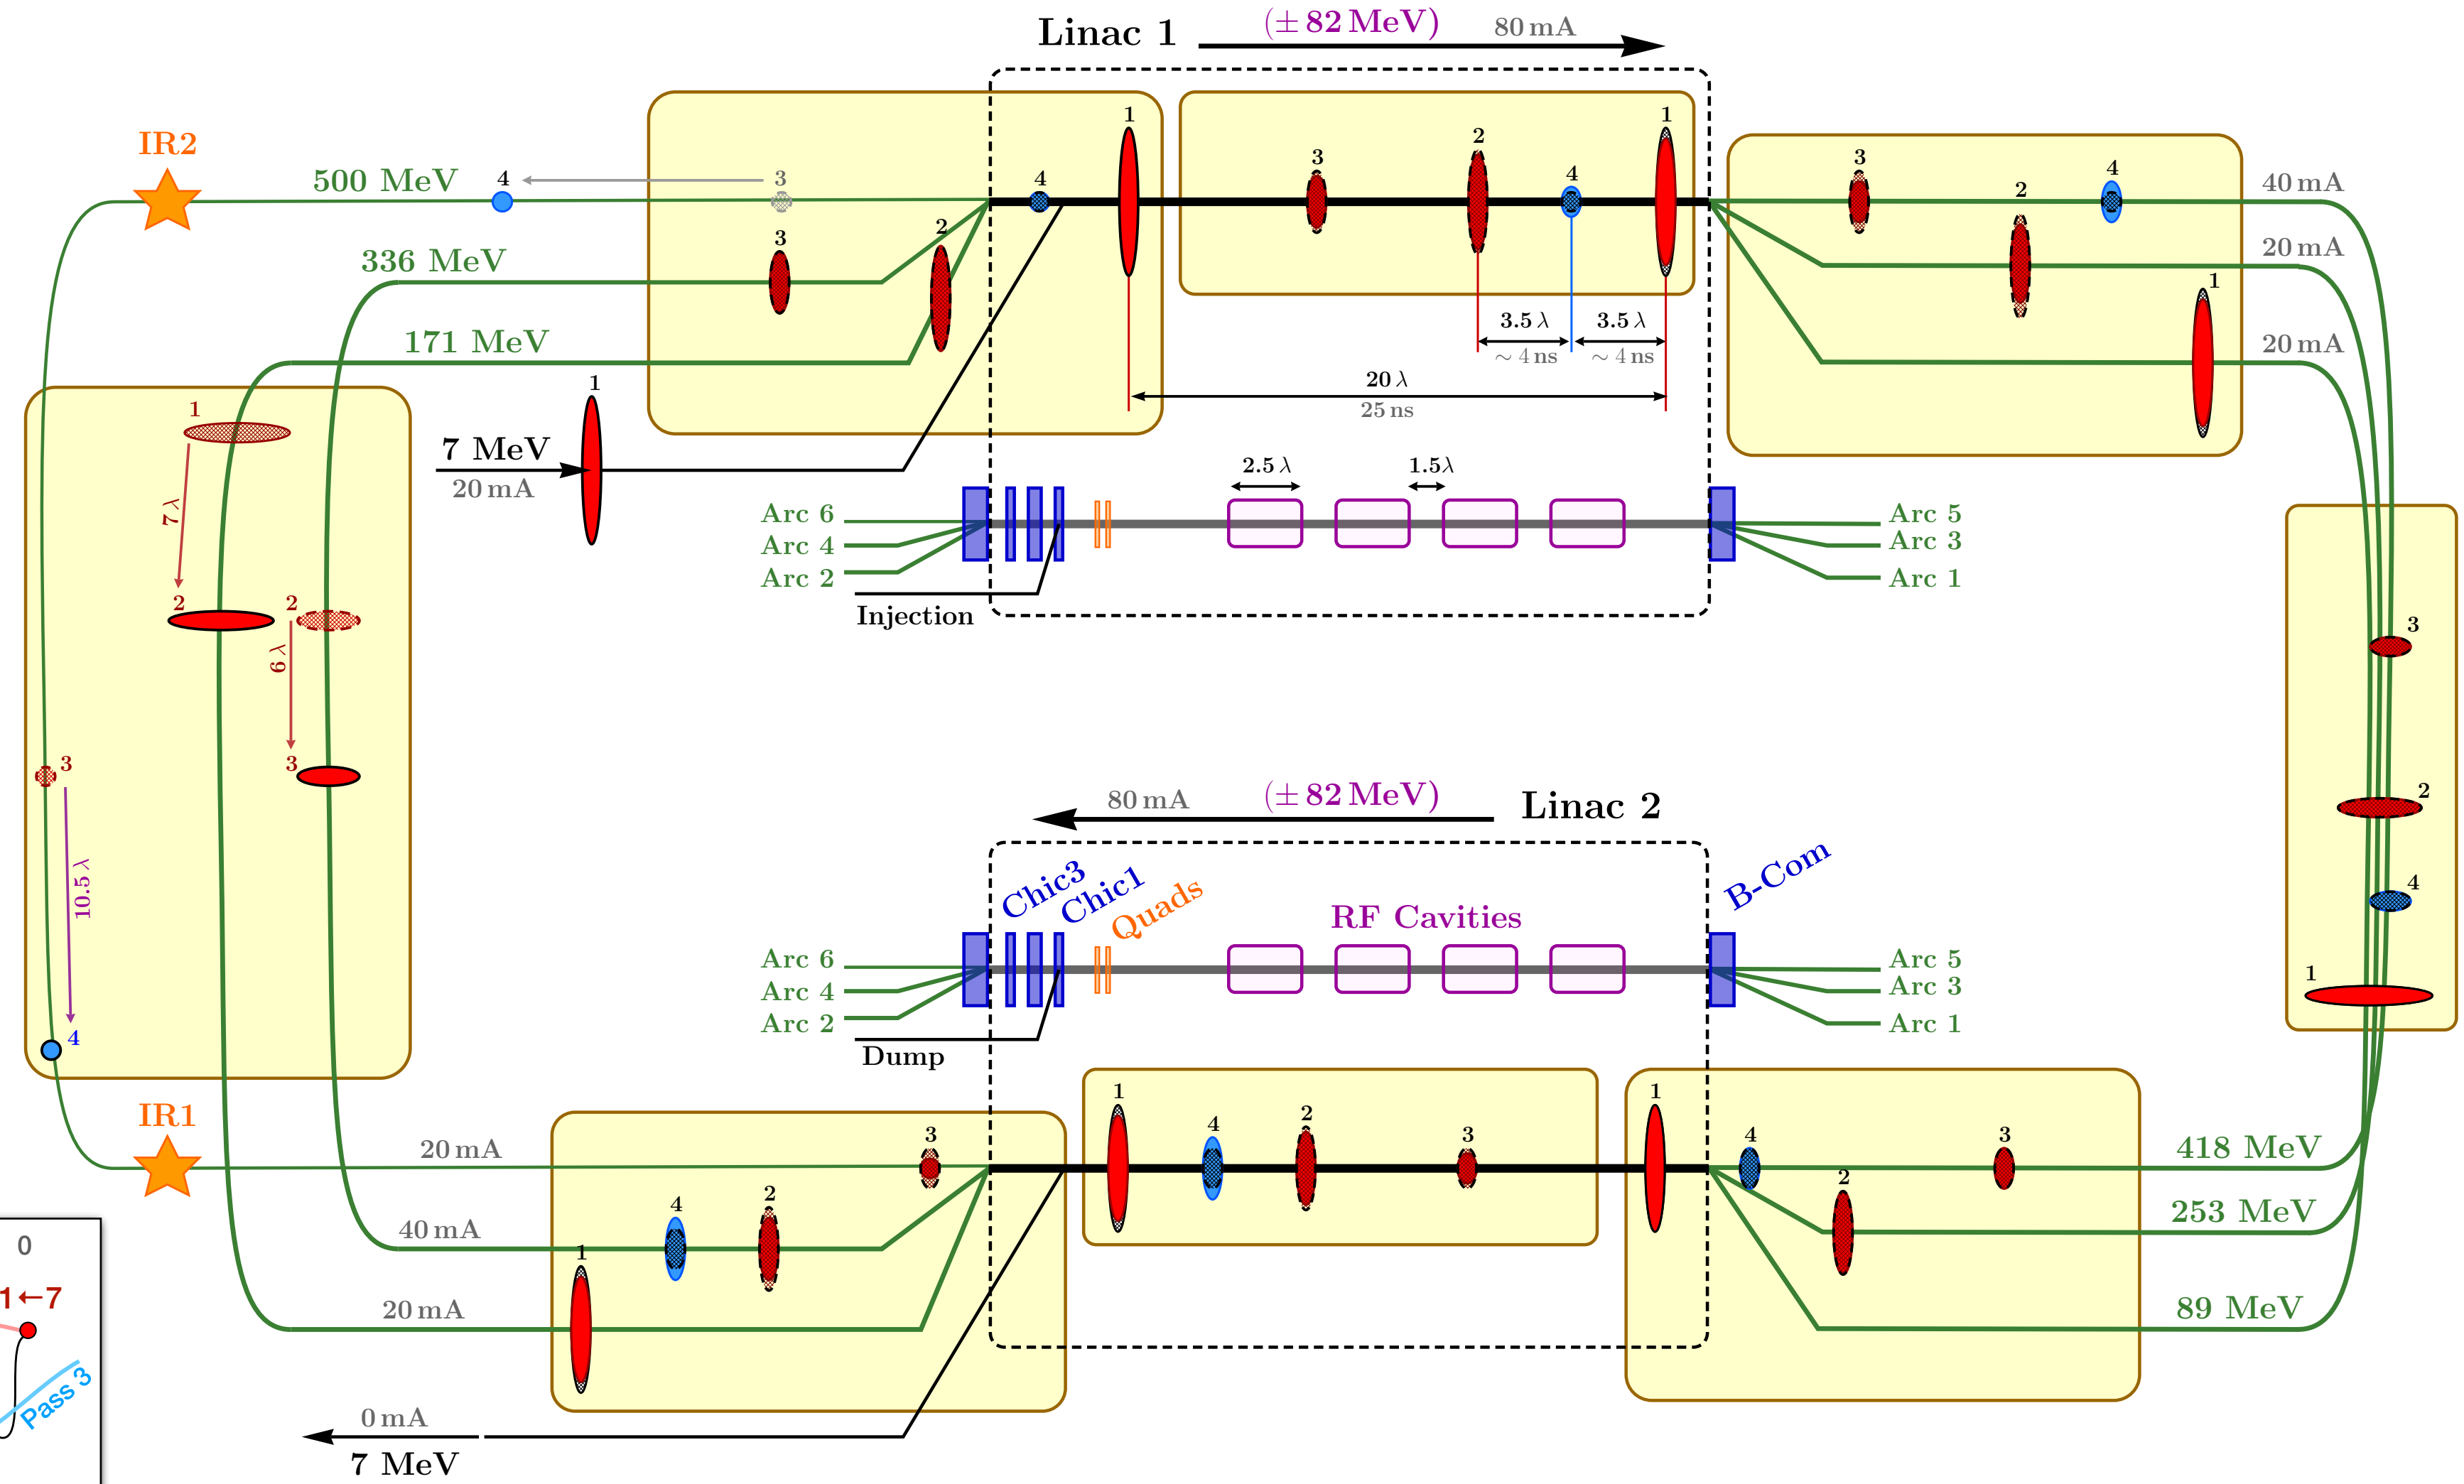 Linac 1
(± 82 MeV)
80 mA
IR2
500 MeV
4
3
4
1
3
2
4
1
3
2
4
1
40 mA
336 MeV
3
2
20 mA
171 MeV
3.5 λ
3.5 λ
~ 4 ns
~ 4 ns
20 mA
20 λ
25 ns
1
1
7 λ
7 MeV
20 mA
2.5 λ
1.5λ
Arc 6
Arc 4
Arc 2
Injection
Arc 5
Arc 3
Arc 1
2
2
6 λ
3
3
10.5 λ
4
3
2
4
1
80 mA
(± 82 MeV)
Linac 2
Chic3
Chic1
Quads
RF Cavities
B-Com
Arc 6
Arc 4
Arc 2
Dump
Arc 5
Arc 3
Arc 1
IR1
20 mA
3
1
4
2
3
1
4
2
3
418 MeV
40 mA
4
2
253 MeV
1
20 mA
89 MeV
0 mA
7 MeV
0
1←7
Pass 3